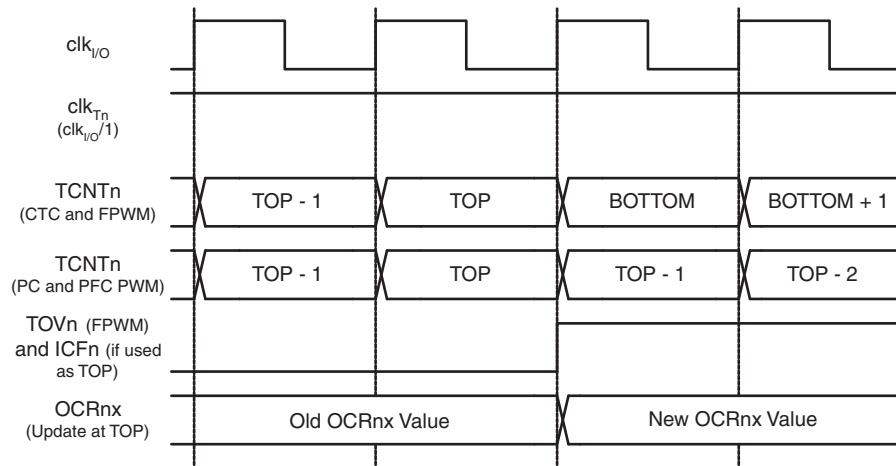 clkI/O
clkTn
(clkI/O/1)
TCNTn
(CTC and FPWM)
TOP - 1
TOP
BOTTOM
BOTTOM + 1
TCNTn
(PC and PFC PWM)
TOP - 1
TOP
TOP - 1
TOP - 2
TOVn (FPWM)
and ICFn (if used
as TOP)
OCRnx
(Update at TOP)
Old OCRnx Value
New OCRnx Value